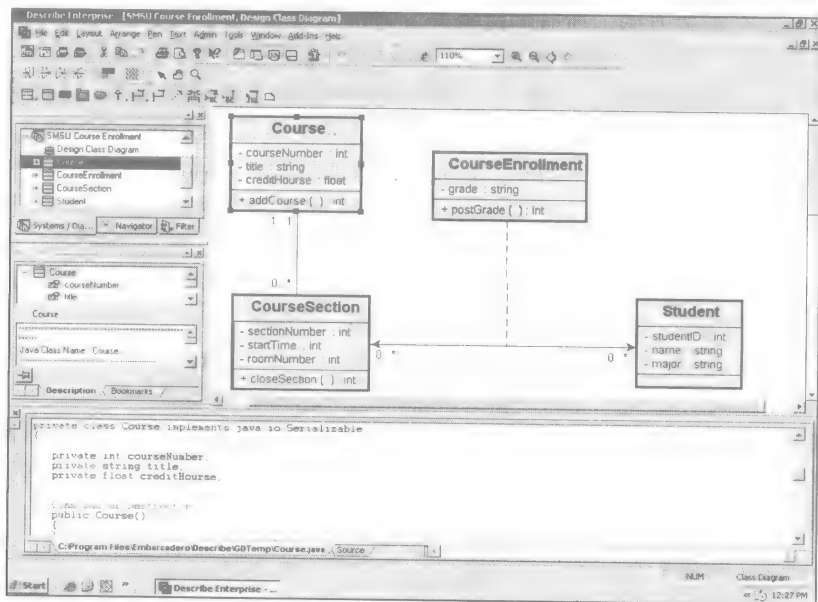 Describe Enterprise - [SMSU Course Enrollment, Design Class Diagram]
File Edit Layout Arrange Pen Text Admin Tools Window Add-Ins Help
110%
SMSU Course Enrollment
Design Class Diagram
Course
CourseEnrollment
CourseSection
Student
Systems / Dia... Navigator Filter
Course
courseNumber
title
Course
Java Class Name Course
Description Bookmarks
Course
- courseNumber int
- title string
- creditHourse float
+ addCourse ( ) int
1 1
0 *
CourseEnrollment
- grade : string
+ postGrade ( ) : int
CourseSection
- sectionNumber : int
- startTime : int
- roomNumber : int
+ closeSection ( ) int
0 *
0 *
Student
- studentID int
- name string
- major string
private class Course implements java io Serializable
{
private int courseNumber,
private string title,
private float creditHourse,
public Course()
{
C:\Program Files\Embarcadero\Describe\GDTemp\Course.java Source
NUM Class Diagram
Start » Describe Enterprise - ... « 12:27 PM